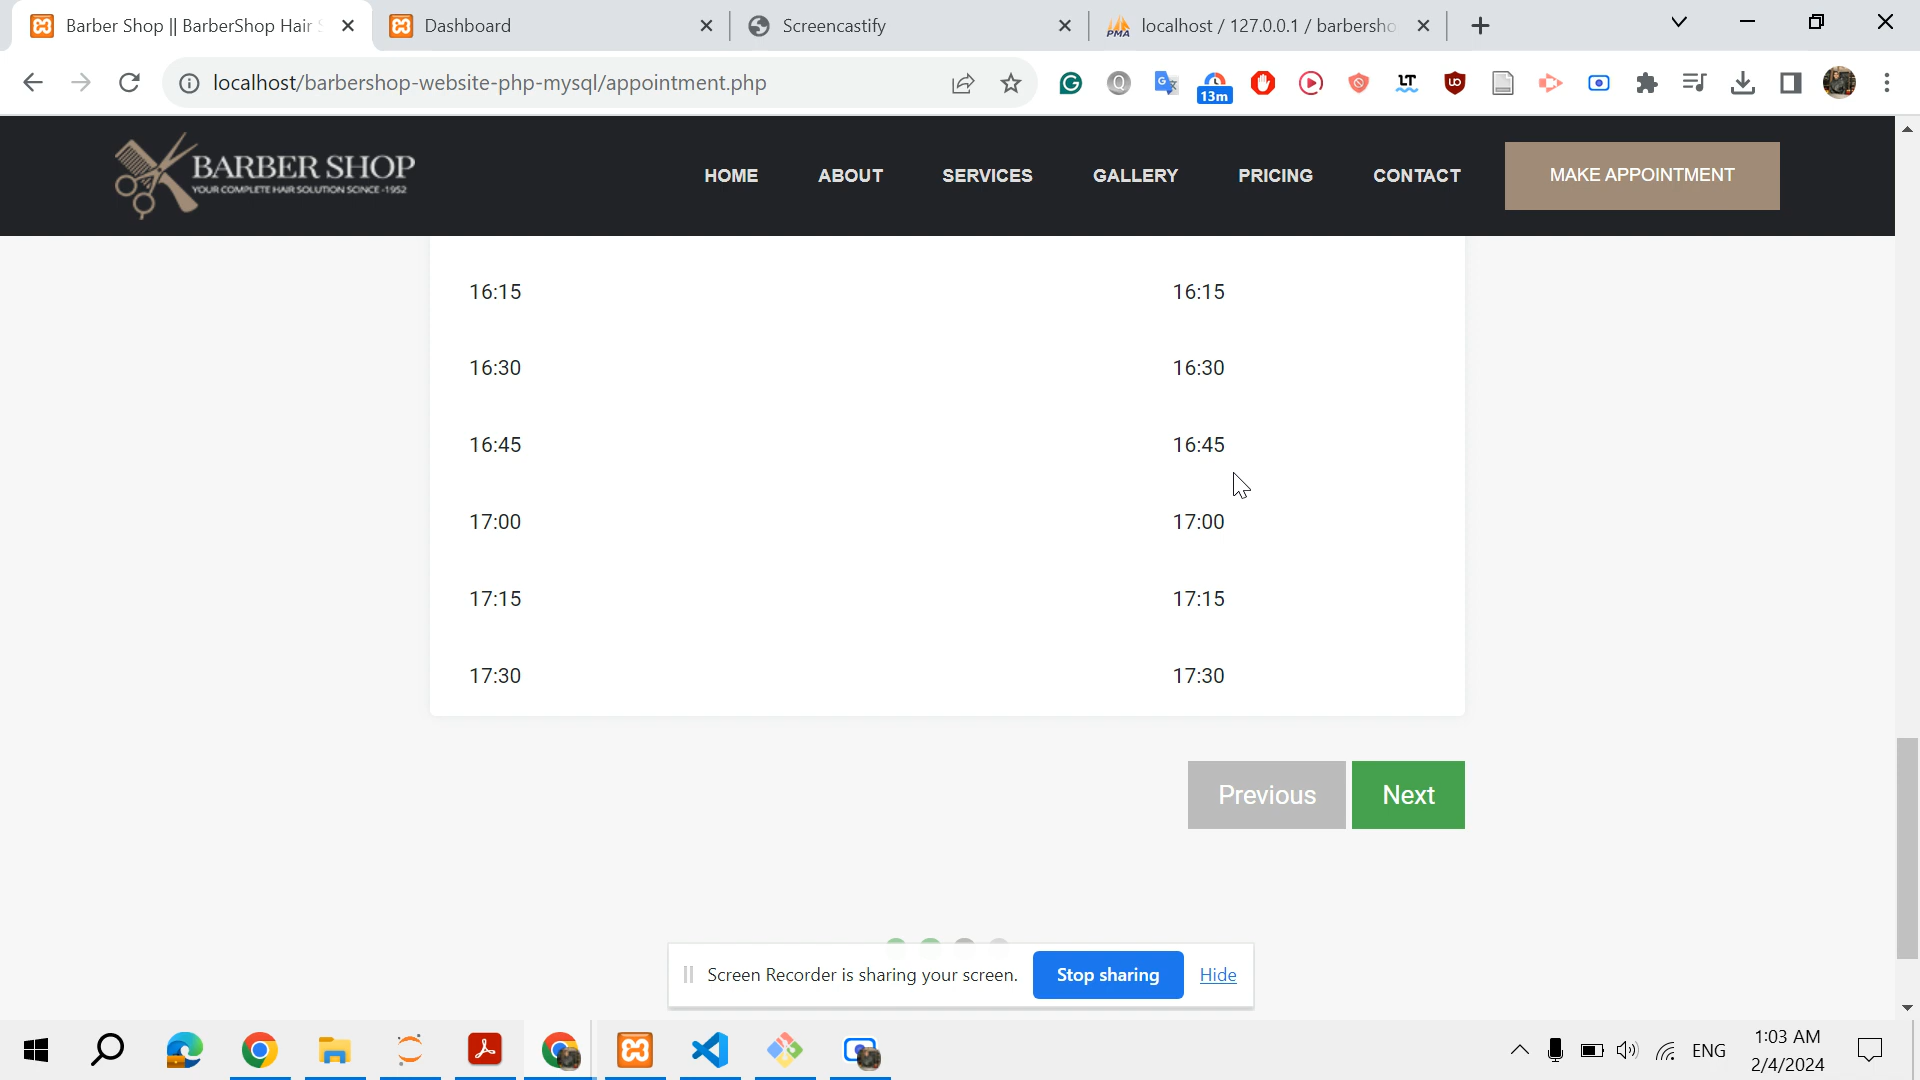 Barber Shop || BarberShop Hair S
Dashboard
Screencastify
localhost / 127.0.0.1 / barbersho
localhost/barbershop-website-php-mysql/appointment.php
13m
BARBER SHOP
YOUR COMPLETE HAIR SOLUTION SCINCE -1952
HOME
ABOUT
SERVICES
GALLERY
PRICING
CONTACT
MAKE APPOINTMENT
16:15 16:15
16:30 16:30
16:45 16:45
17:00 17:00
17:15 17:15
17:30 17:30
Previous
Next
Screen Recorder is sharing your screen.
Stop sharing
Hide
ENG
1:03 AM
2/4/2024